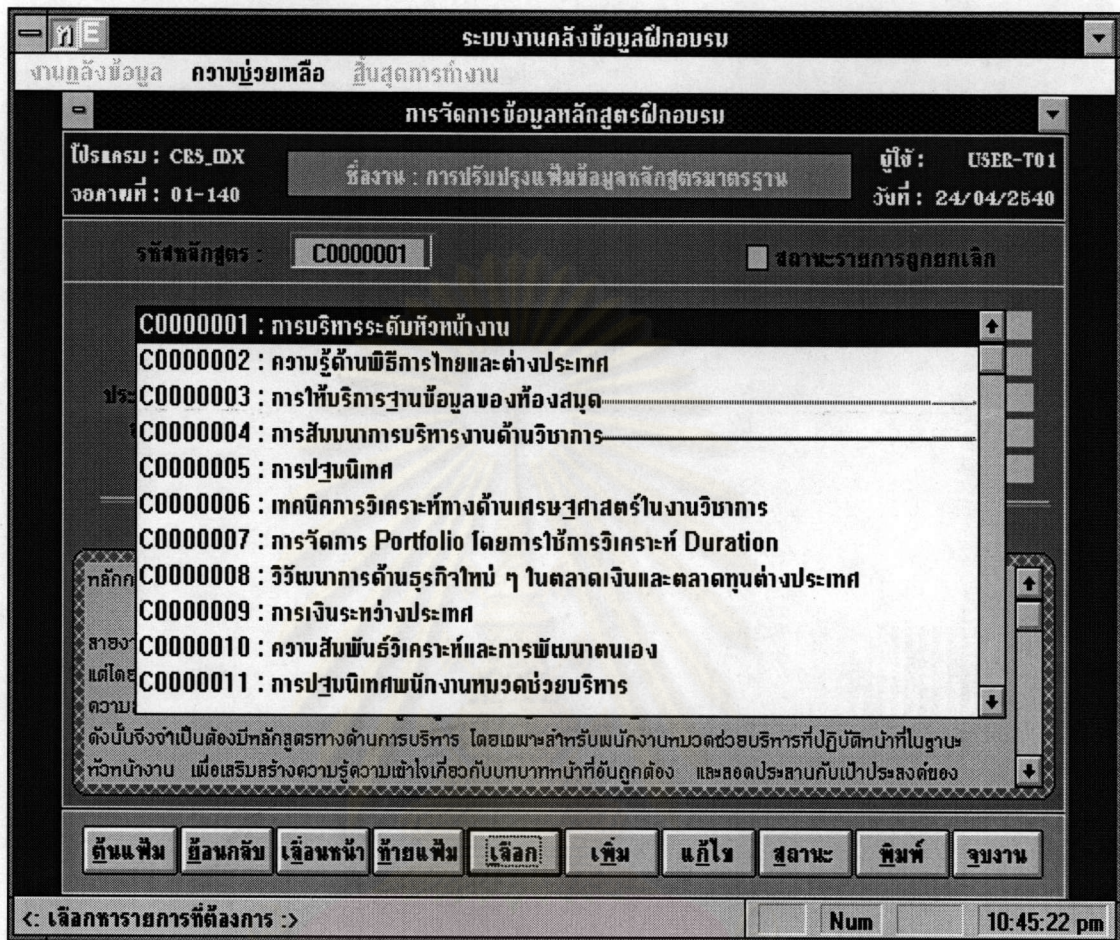 ระบบงานคลังข้อมูลฝึกอบรม
งานคลังข้อมูล ความช่วยเหลือ สิ้นสุดการทำงาน
การจัดการข้อมูลหลักสูตรฝึกอบรม
โปรแกรม : CRS_IDX
ชื่องาน : การปรับปรุงแฟ้มข้อมูลหลักสูตรมาตรฐาน
ผู้ใช้ : USER-T01
จอภาพที่ : 01-140
วันที่ : 24/04/2540
รหัสหลักสูตร : C0000001
สถานะรายการถูกยกเลิก
C0000001 : การบริหารระดับหัวหน้างาน
C0000002 : ความรู้ด้านพิธีการไทยและต่างประเทศ
C0000003 : การให้บริการฐานข้อมูลของห้องสมุด
C0000004 : การสัมมนาการบริหารงานด้านวิชาการ
C0000005 : การปฐมนิเทศ
C0000006 : เทคนิคการวิเคราะห์ทางด้านเศรษฐศาสตร์ในงานวิชาการ
C0000007 : การจัดการ Portfolio โดยการใช้การวิเคราะห์ Duration
C0000008 : วิวัฒนาการด้านธุรกิจใหม่ ๆ ในตลาดเงินและตลาดทุนต่างประเทศ
C0000009 : การเงินระหว่างประเทศ
C0000010 : ความสัมพันธ์วิเคราะห์และการพัฒนาตนเอง
C0000011 : การปฐมนิเทศพนักงานหมวดช่วยบริหาร
ดังนั้นจึงจำเป็นต้องมีหลักสูตรทางด้านการบริหาร โดยเฉพาะสำหรับพนักงานหมวดช่วยบริหารที่ปฏิบัติหน้าที่ในฐานะ
หัวหน้างาน เพื่อเสริมสร้างความรู้ความเข้าใจเกี่ยวกับบทบาทหน้าที่อันถูกต้อง และสอดประสานกับเป้าประสงค์ของ
ต้นแฟ้ม ย้อนกลับ เลื่อนหน้า ท้ายแฟ้ม เลือก เพิ่ม แก้ไข สถานะ พิมพ์ จบงาน
<: เลือกหารายการที่ต้องการ :> Num 10:45:22 pm